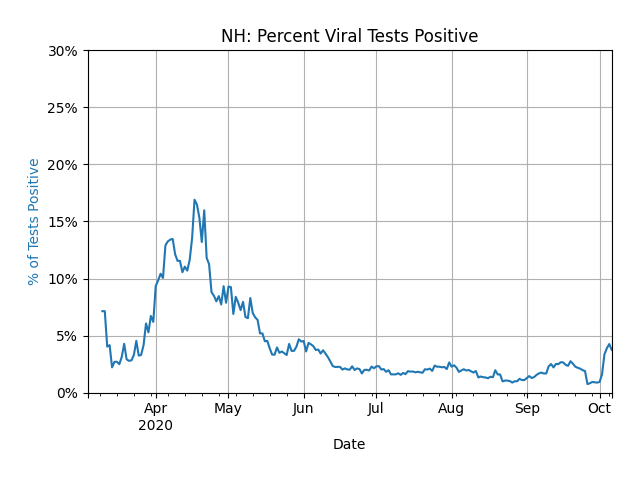 NH: Percent Viral Tests Positive
30%
25%
20%
15%
10%
5%
0%
% of Tests Positive
Apr May Jun Jul Aug Sep Oct
2020
Date